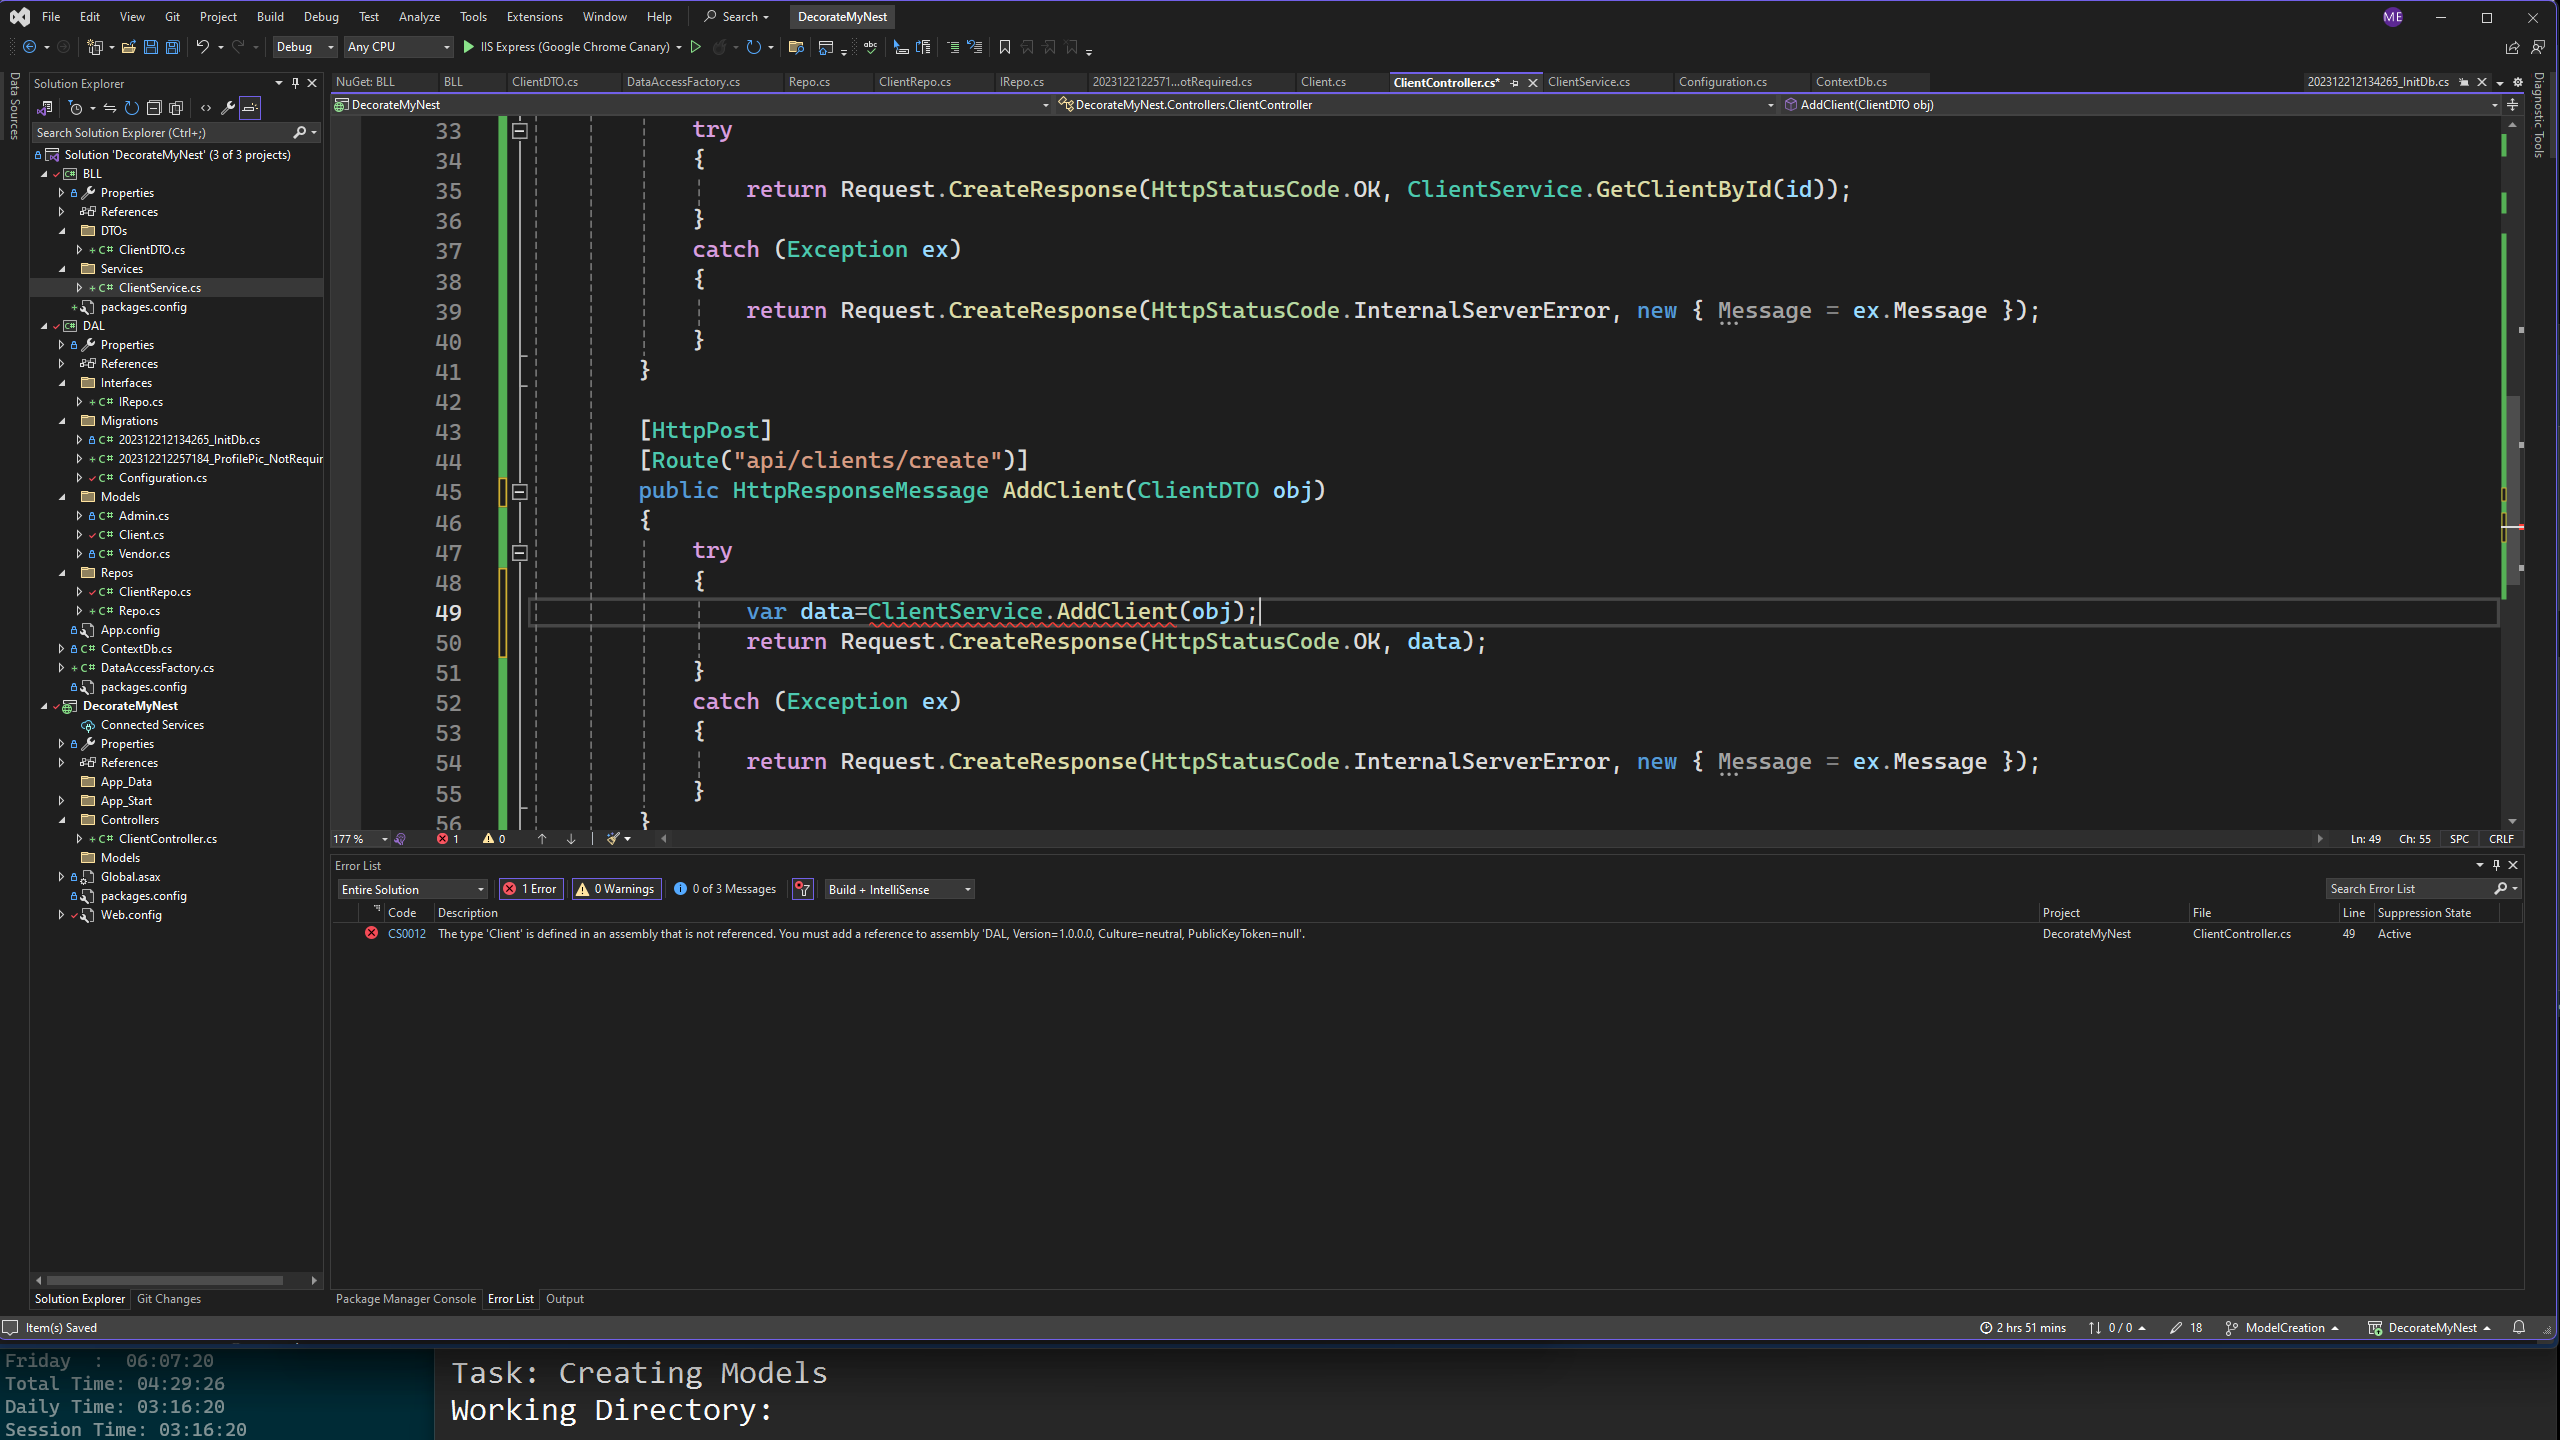 File Edit View Git Project Build Debug Test Analyze Tools Extensions Window Help Search DecorateMyNest ME
Debug Any CPU IIS Express (Google Chrome Canary)
Data Sources
Solution Explorer
Search Solution Explorer (Ctrl+;)
Solution 'DecorateMyNest' (3 of 3 projects)
BLL
Properties
References
DTOs
C# ClientDTO.cs
Services
C# ClientService.cs
packages.config
DAL
Properties
References
Interfaces
C# IRepo.cs
Migrations
C# 202312212134265_InitDb.cs
C# 202312212257184_ProfilePic_NotRequir
C# Configuration.cs
Models
C# Admin.cs
C# Client.cs
C# Vendor.cs
Repos
C# ClientRepo.cs
C# Repo.cs
App.config
C# ContextDb.cs
C# DataAccessFactory.cs
packages.config
DecorateMyNest
Connected Services
Properties
References
App_Data
App_Start
Controllers
C# ClientController.cs
Models
Global.asax
packages.config
Web.config
Solution Explorer Git Changes
NuGet: BLL BLL ClientDTO.cs DataAccessFactory.cs Repo.cs ClientRepo.cs IRepo.cs 2023122122571...otRequired.cs Client.cs ClientController.cs* ClientService.cs Configuration.cs ContextDb.cs 202312212134265_InitDb.cs
Diagnostic Tools
DecorateMyNest DecorateMyNest.Controllers.ClientController AddClient(ClientDTO obj)
33 try
34 {
35 return Request.CreateResponse(HttpStatusCode.OK, ClientService.GetClientById(id));
36 }
37 catch (Exception ex)
38 {
39 return Request.CreateResponse(HttpStatusCode.InternalServerError, new { Message = ex.Message });
40 }
41 }
42
43 [HttpPost]
44 [Route("api/clients/create")]
45 public HttpResponseMessage AddClient(ClientDTO obj)
46 {
47 try
48 {
49 var data=ClientService.AddClient(obj);
50 return Request.CreateResponse(HttpStatusCode.OK, data);
51 }
52 catch (Exception ex)
53 {
54 return Request.CreateResponse(HttpStatusCode.InternalServerError, new { Message = ex.Message });
55 }
56 }
177 % 1 0 Ln: 49 Ch: 55 SPC CRLF
Error List
Entire Solution 1 Error 0 Warnings 0 of 3 Messages Build + IntelliSense Search Error List
Code Description Project File Line Suppression State
CS0012 The type 'Client' is defined in an assembly that is not referenced. You must add a reference to assembly 'DAL, Version=1.0.0.0, Culture=neutral, PublicKeyToken=null'. DecorateMyNest ClientController.cs 49 Active
Package Manager Console Error List Output
Item(s) Saved 2 hrs 51 mins 0 / 0 18 ModelCreation DecorateMyNest
Friday : 06:07:20
Total Time: 04:29:26
Daily Time: 03:16:20
Session Time: 03:16:20
Task: Creating Models
Working Directory: